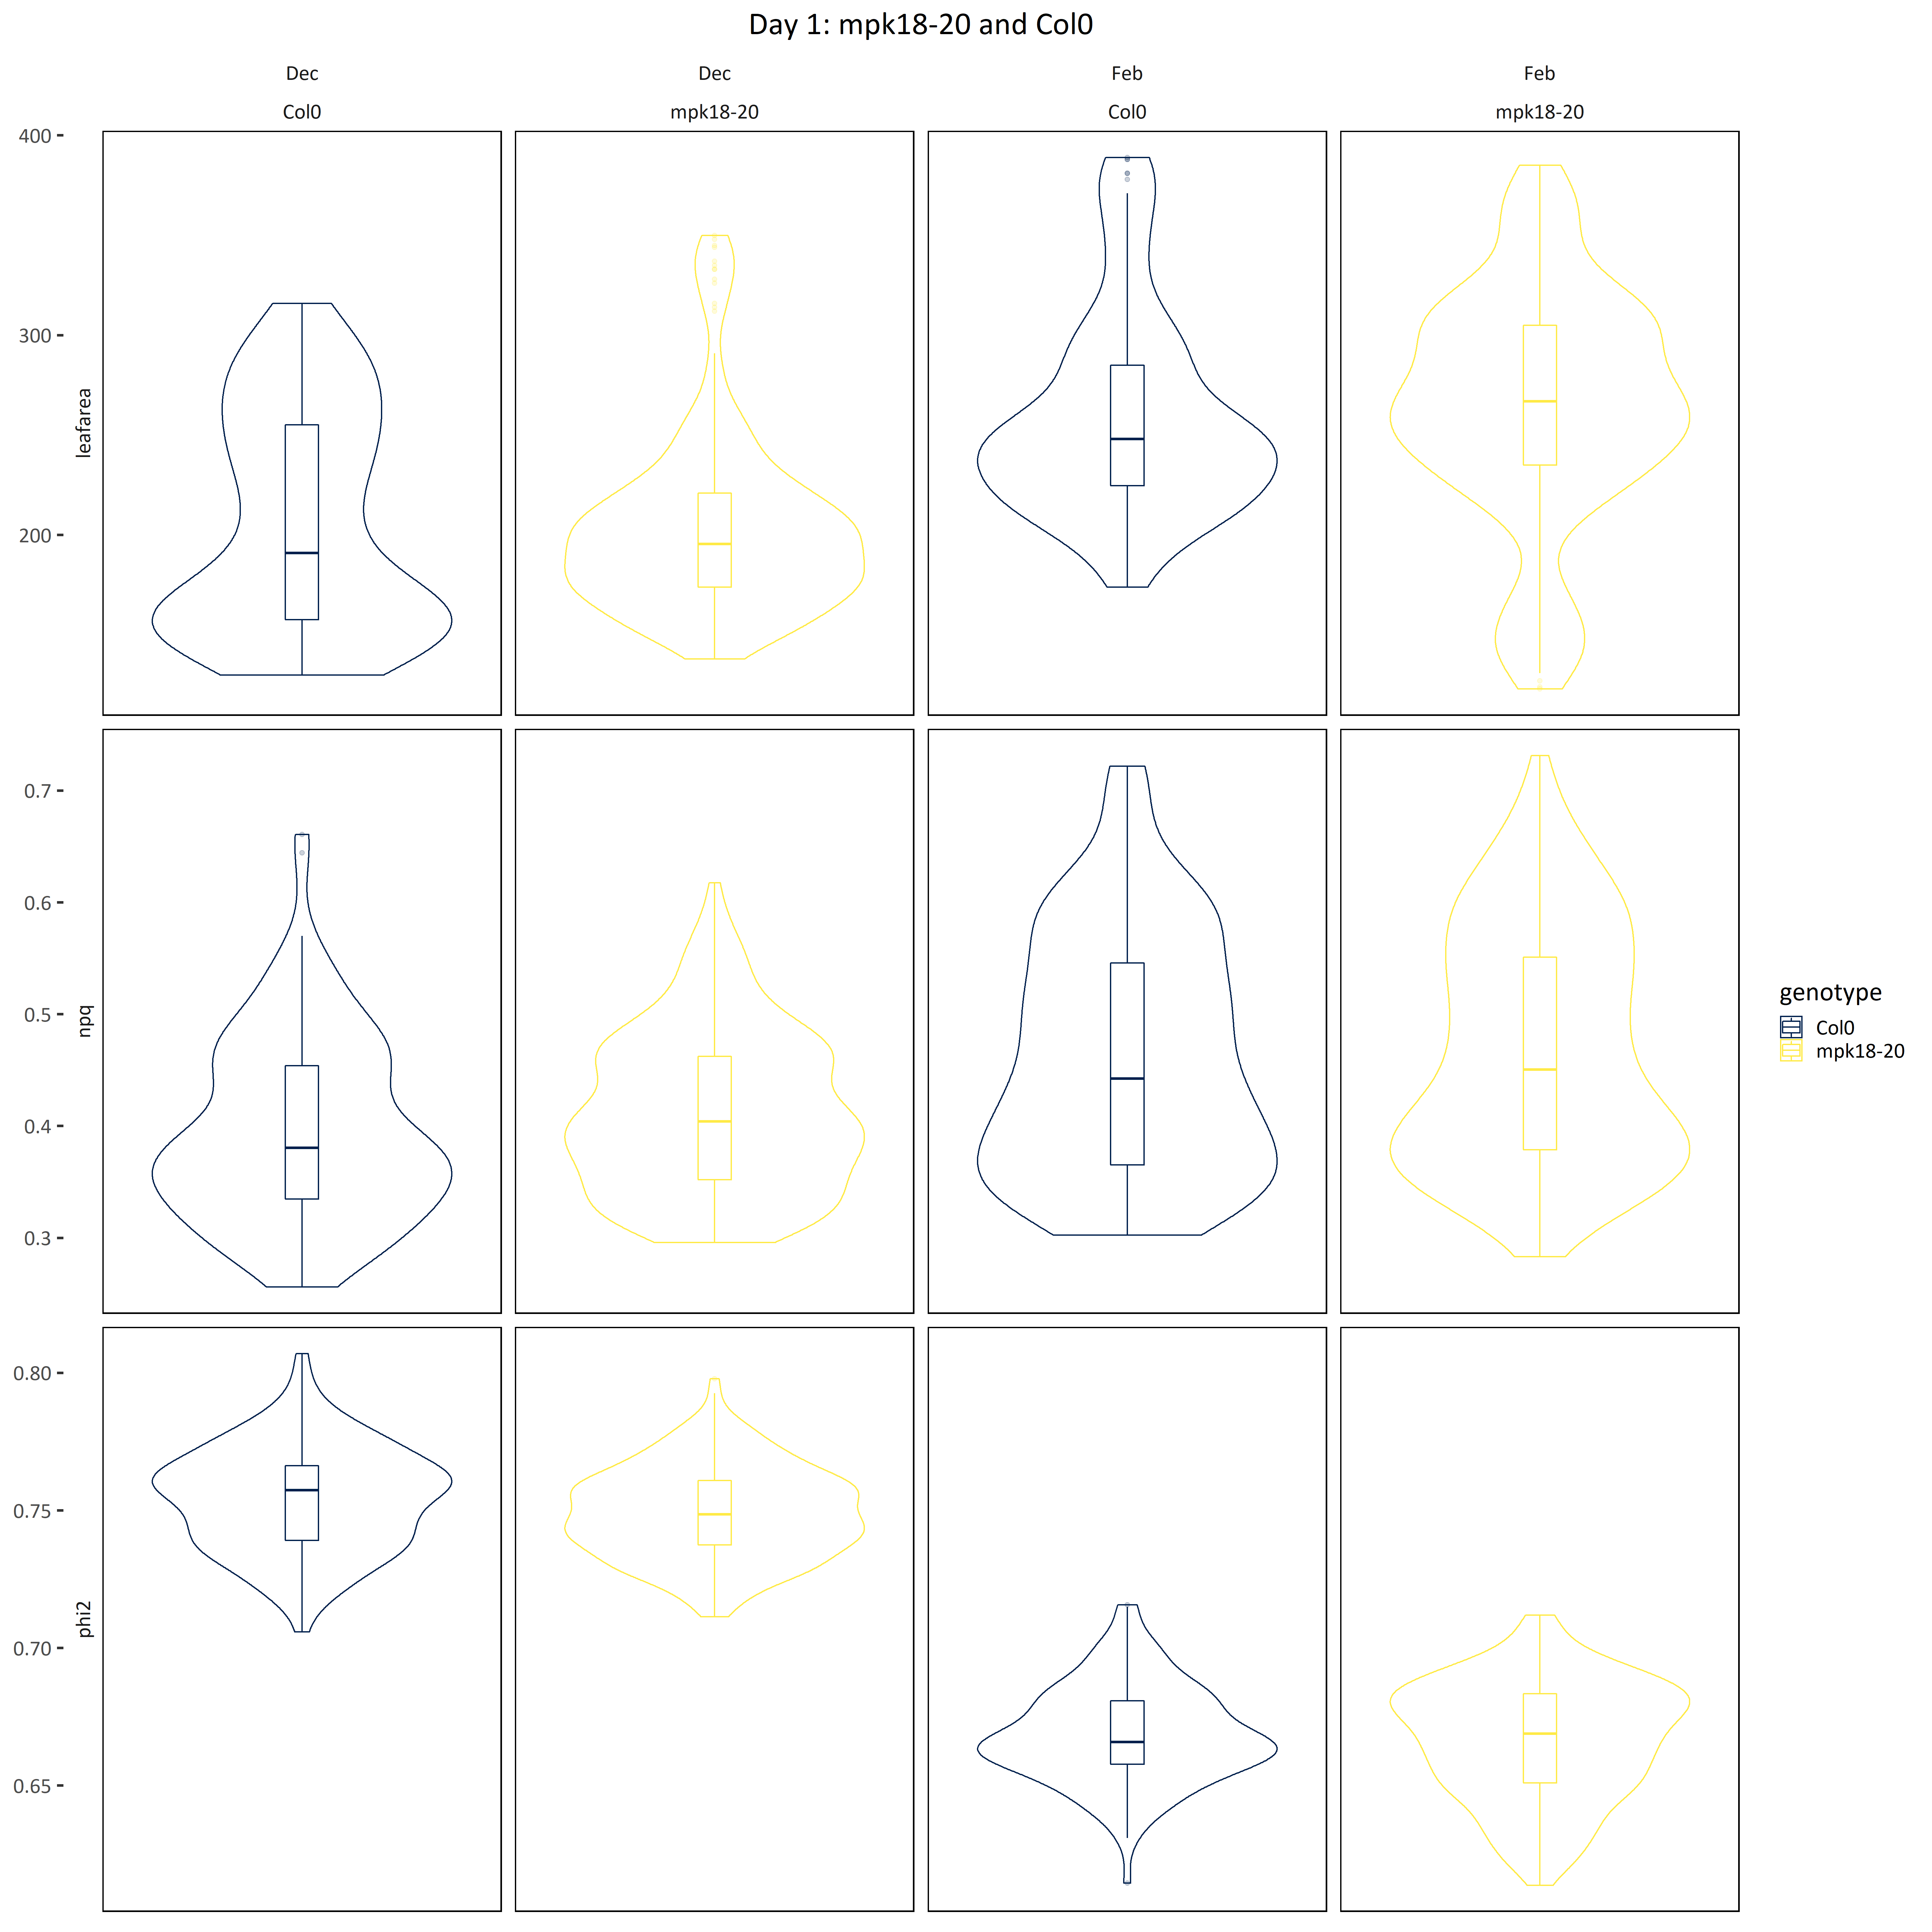 Day 1: mpk18-20 and Col0
Dec
Dec
Feb
Feb
Col0
mpk18-20
Col0
mpk18-20
400
300
200
leafarea
0.7
0.6
0.5
0.4
0.3
npq
0.80
0.75
0.70
0.65
phi2
genotype
Col0
mpk18-20